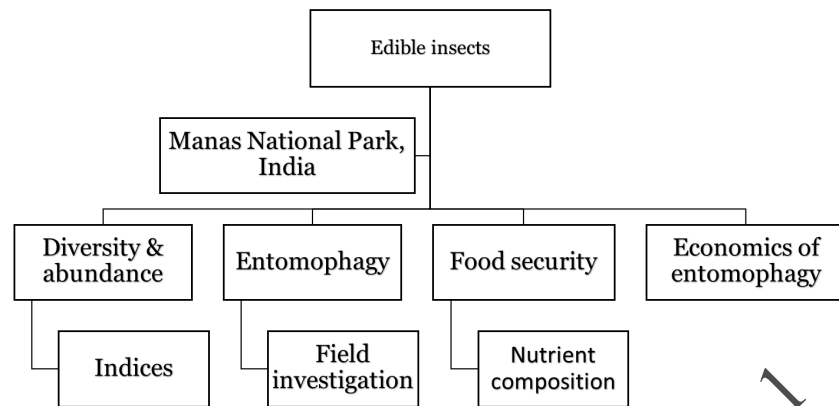 Edible insects
Manas National Park,
India
Diversity &
abundance
Entomophagy
Food security
Economics of
entomophagy
Indices
Field
investigation
Nutrient
composition